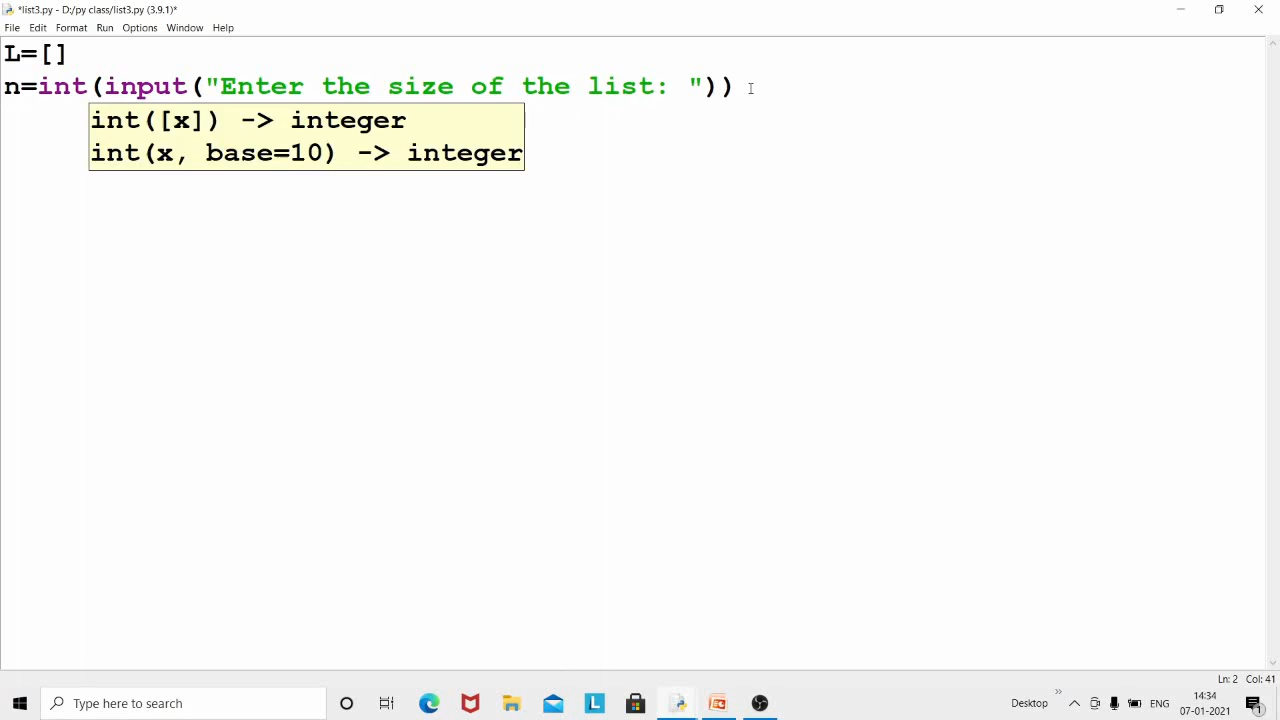 *list3.py - D:/py class/list3.py (3.9.1)*
File Edit Format Run Options Window Help
L=[]
n=int(input("Enter the size of the list: "))
int([x]) -> integer
int(x, base=10) -> integer
Ln: 2 Col: 41
Type here to search
L
Desktop
ENG
14:34
07-01-2021
1